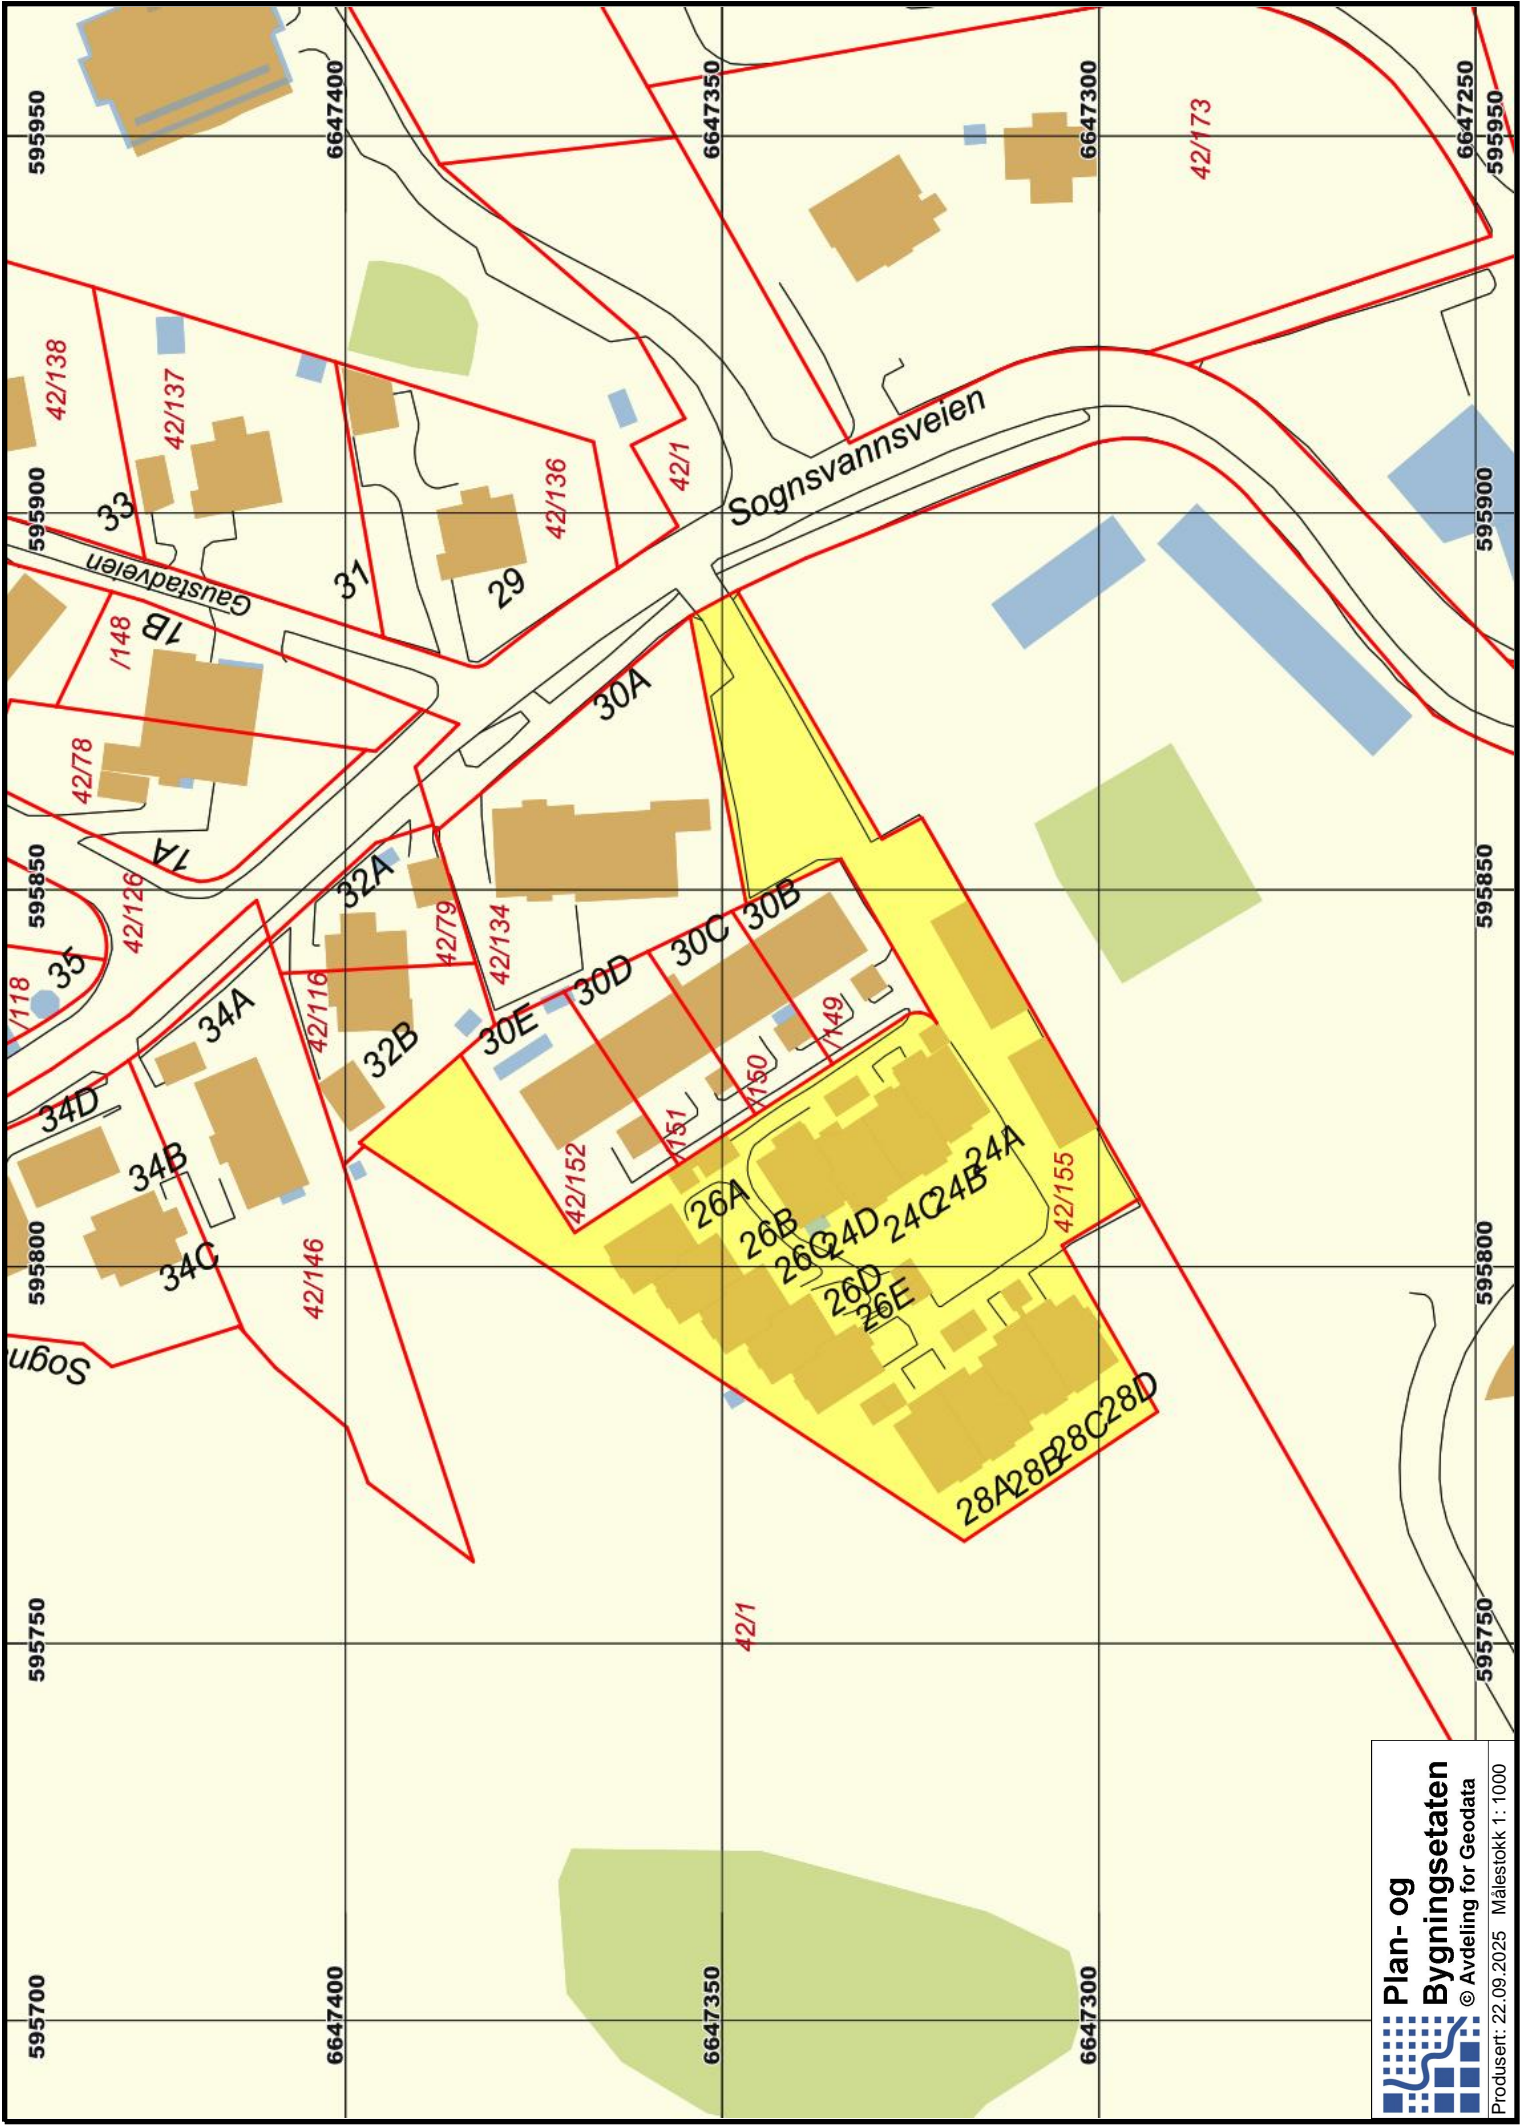 595950
6647400
6647350
6647300
6647250
595950
42/173
42/138
42/137
42/136
42/1
Sognsvannsveien
33
595900
595900
Gaustadveien
31
29
1B
/148
30A
42/78
1A
32A
595850
595850
42/126
42/79
42/134
30B
30C
30D
35
/118
34A
42/116
30E
32B
/149
/150
/151
34D
34B
42/152
24A
42/155
24B
26A
24C
26B
24D
26C
34C
42/146
26D
26E
595800
595800
Sogn
28D
28C
28B
28A
42/1
595750
595750
595700
6647400
6647350
6647300
Plan- og
Bygningsetaten
© Avdeling for Geodata
Produsert: 22.09.2025 Målestokk 1: 1000